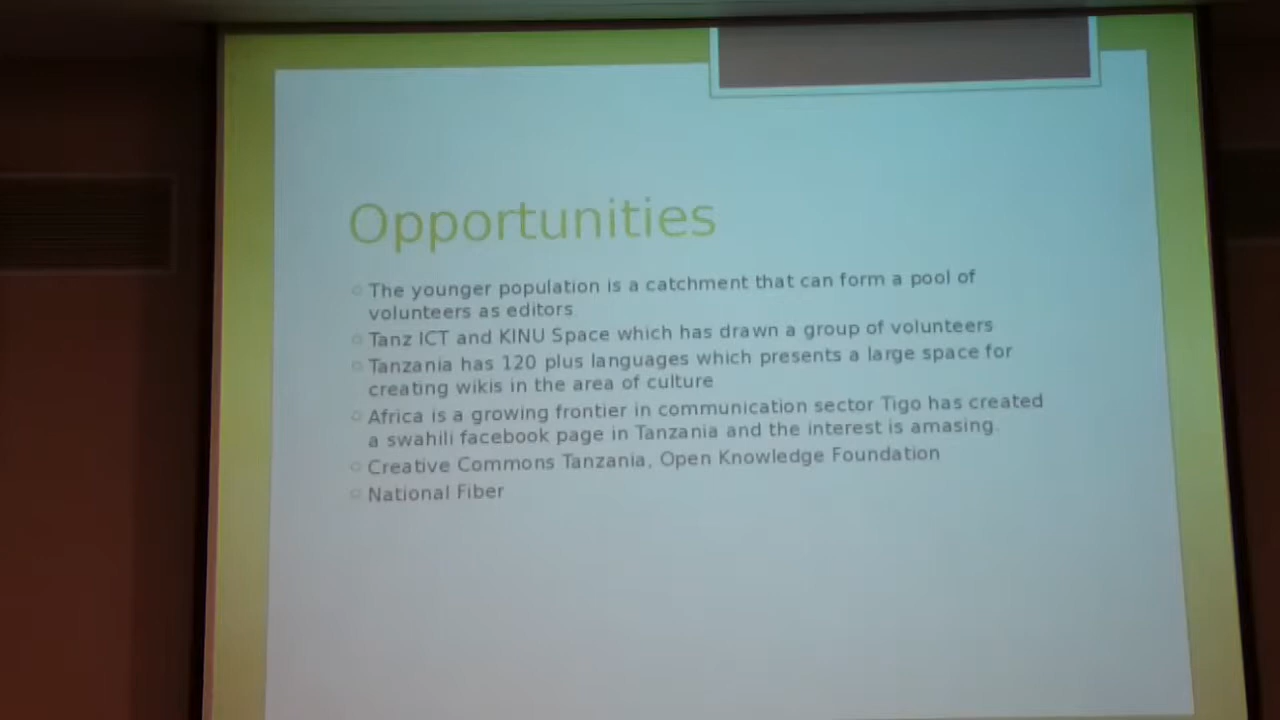 Opportunities
The younger population is a catchment that can form a pool of
volunteers as editors.
Tanz ICT and KINU Space which has drawn a group of volunteers
Tanzania has 120 plus languages which presents a large space for
creating wikis in the area of culture
Africa is a growing frontier in communication sector Tigo has created
a swahili facebook page in Tanzania and the interest is amasing.
Creative Commons Tanzania, Open Knowledge Foundation
National Fiber